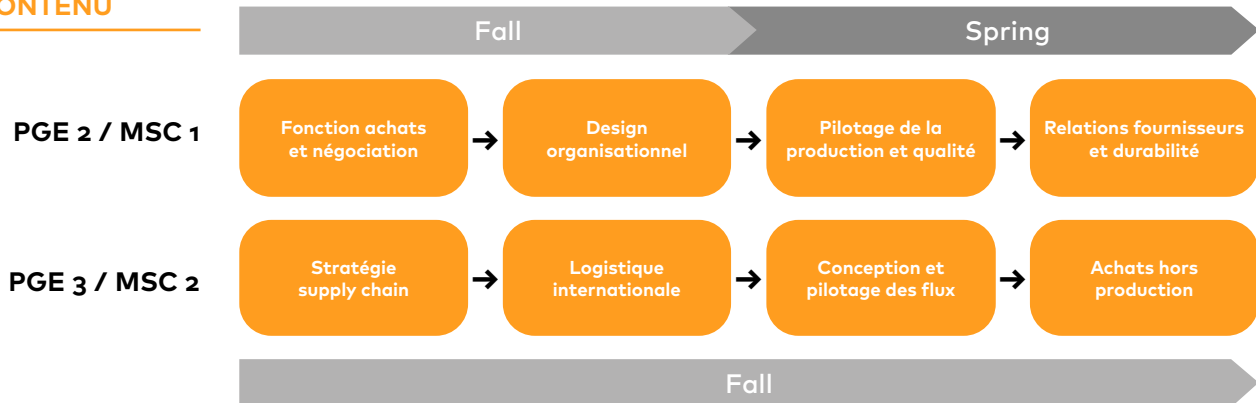 ONTENU
Fall
Spring
PGE 2 / MSC 1
Fonction achats
et négociation
Design
organisationnel
Pilotage de la
production et qualité
Relations fournisseurs
et durabilité
PGE 3 / MSC 2
Stratégie
supply chain
Logistique
internationale
Conception et
pilotage des flux
Achats hors
production
Fall